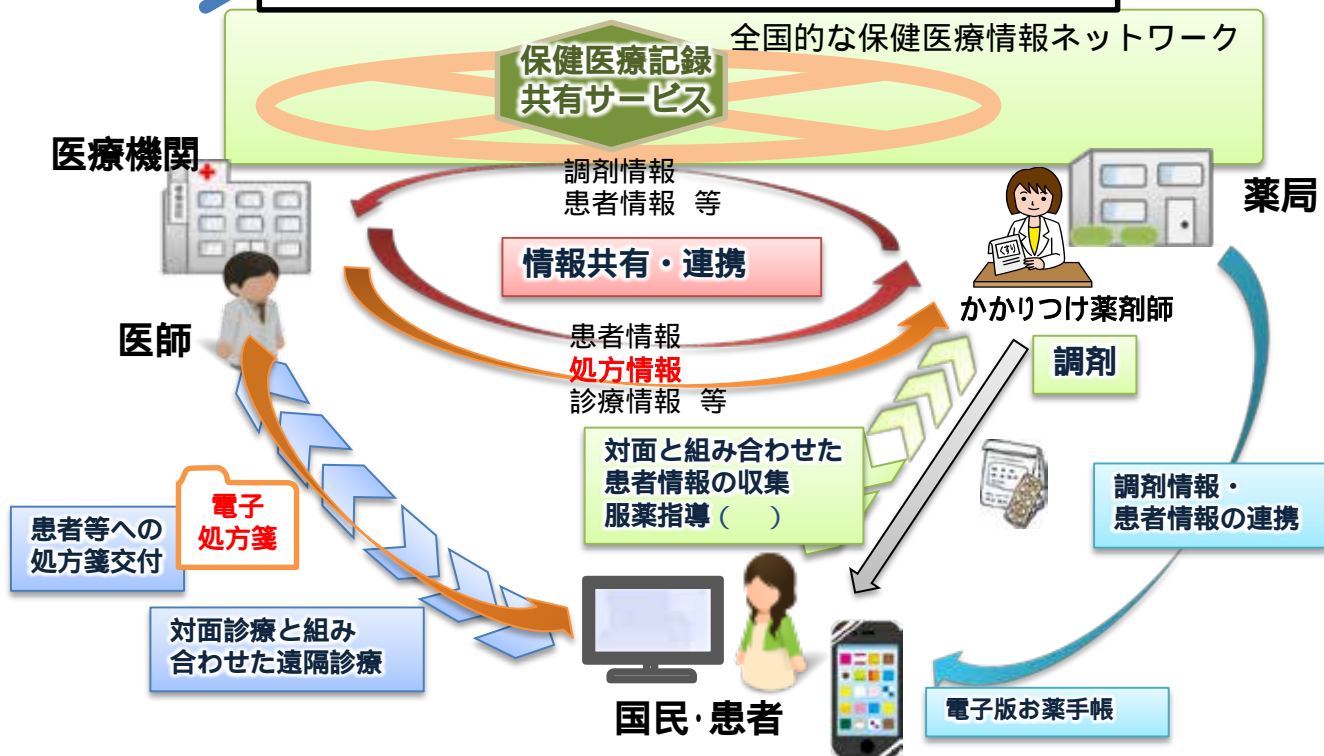 全国的な保健医療情報ネットワーク
保健医療記録
共有サービス
医療機関
調剤情報
患者情報 等
薬局
くすり
情報共有・連携
かかりつけ薬剤師
医師
患者情報
処方情報
診療情報 等
調剤
対面と組み合わせた
患者情報の収集
服薬指導(　)
調剤情報・
患者情報の連携
電子
処方箋
患者等への
処方箋交付
対面診療と組み
合わせた遠隔診療
国民・患者
電子版お薬手帳